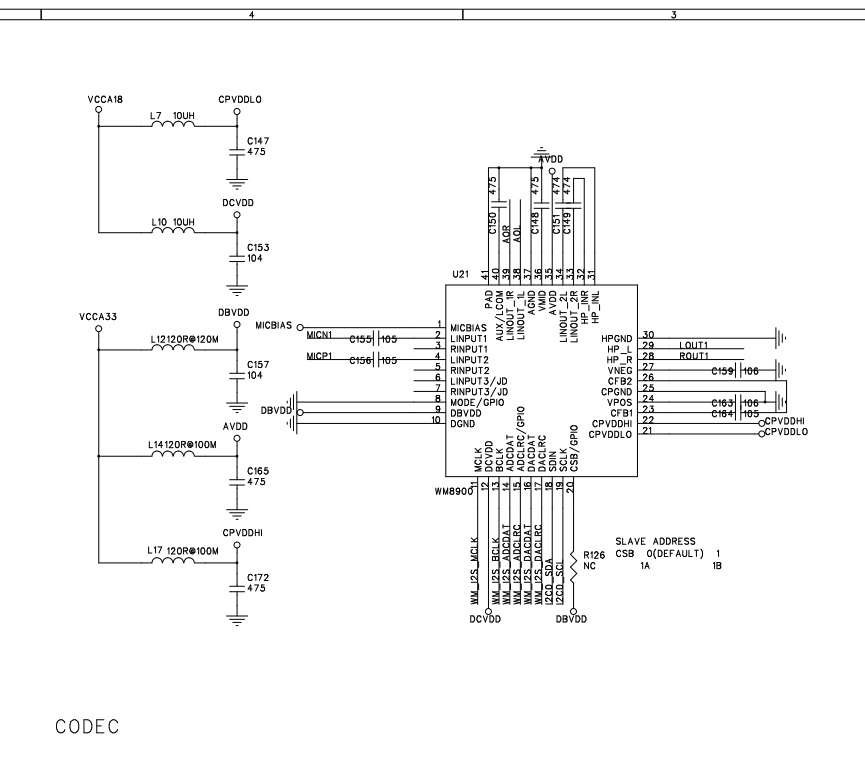 4
3
VCCA18
CPVDDLO
L7 10UH
C147
475
DCVDD
L10 10UH
C153
104
VCCA33
DBVDD
L12120R@120M
C157
104
AVDD
L14120R@100M
C165
475
CPVDDHI
L17 120R@100M
C172
475
AVDD
475
475
474
474
C150
AOR
AOL
C148
C151
C149
U21
41
40
39
38
37
36
35
34
33
32
31
PAD
AUX/LCOM
LINOUT_1R
LINOUT_1L
AGND
VMID
AVDD
LINOUT_2L
LINOUT_2R
HP_INR
HP_INL
MICBIAS
MICN1
C155 105
MICP1
C156 105
DBVDD
1 MICBIAS
2 LINPUT1
3 RINPUT1
4 LINPUT2
5 RINPUT2
6 LINPUT3/JD
7 RINPUT3/JD
8 MODE/GPIO
9 DBVDD
10 DGND
HPGND 30
HP_L 29 LOUT1
HP_R 28 ROUT1
VNEG 27 C159 106
CFB2 26
CPGND 25
VPOS 24 C163 106
CFB1 23 C164 105
CPVDDHI 22 CPVDDHI
CPVDDLO 21 CPVDDLO
MCLK
DCVDD
BCLK
ADCDAT
ADCLRC/GPIO
DACDAT
DACLRC
SDIN
SCLK
CSB/GPIO
WM8900
11
12
13
14
15
16
17
18
19
20
WM_I2S_MCLK
WM_I2S_BCLK
WM_I2S_ADCDAT
WM_I2S_ADCLRC
WM_I2S_DACDAT
WM_I2S_DACLRC
I2C0_SDA
I2C0_SCL
R126
NC
DCVDD
DBVDD
SLAVE ADDRESS
CSB 0(DEFAULT) 1
1A 1B
CODEC